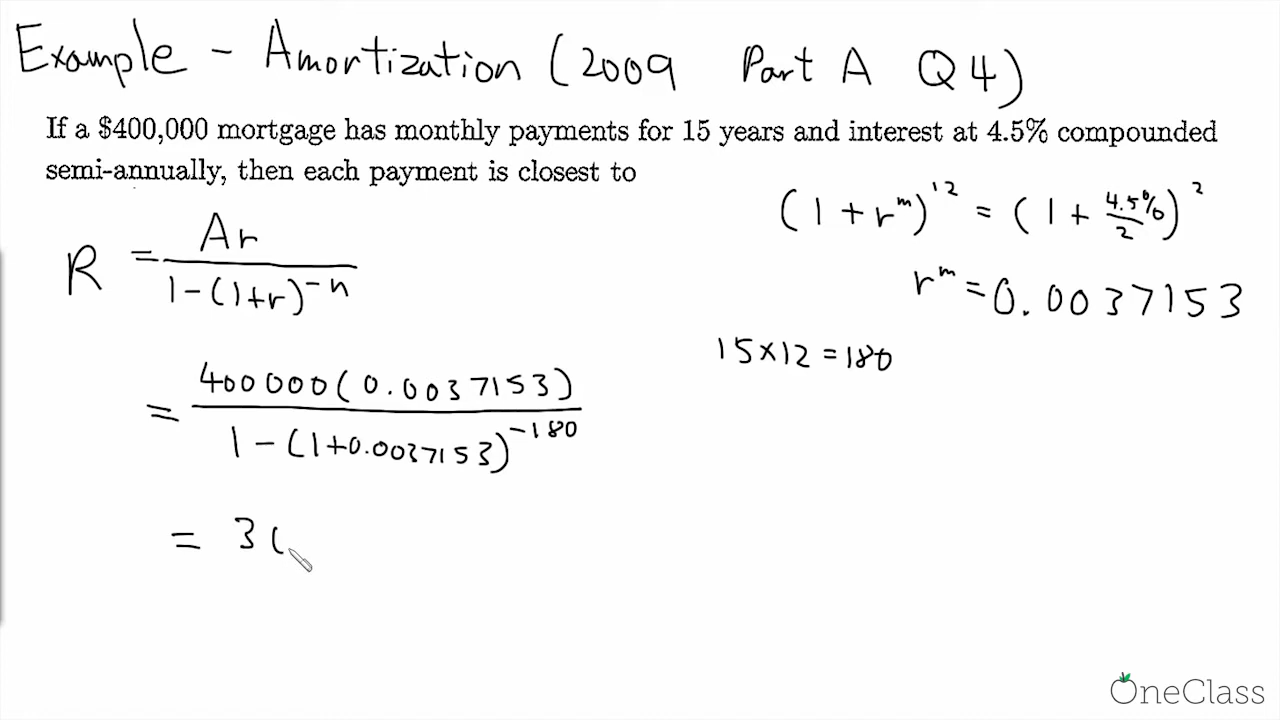 Example - Amortization (2009 Part A Q4)
If a $400,000 mortgage has monthly payments for 15 years and interest at 4.5% compounded
semi-annually, then each payment is closest to
R = Ar / 1-(1+r)^-n
(1+r^m)^12 = (1+ 4.5%/2)^2
r^m = 0.0037153
15×12=180
= 400000(0.0037153) / 1-(1+0.0037153)^-180
= 3
OneClass